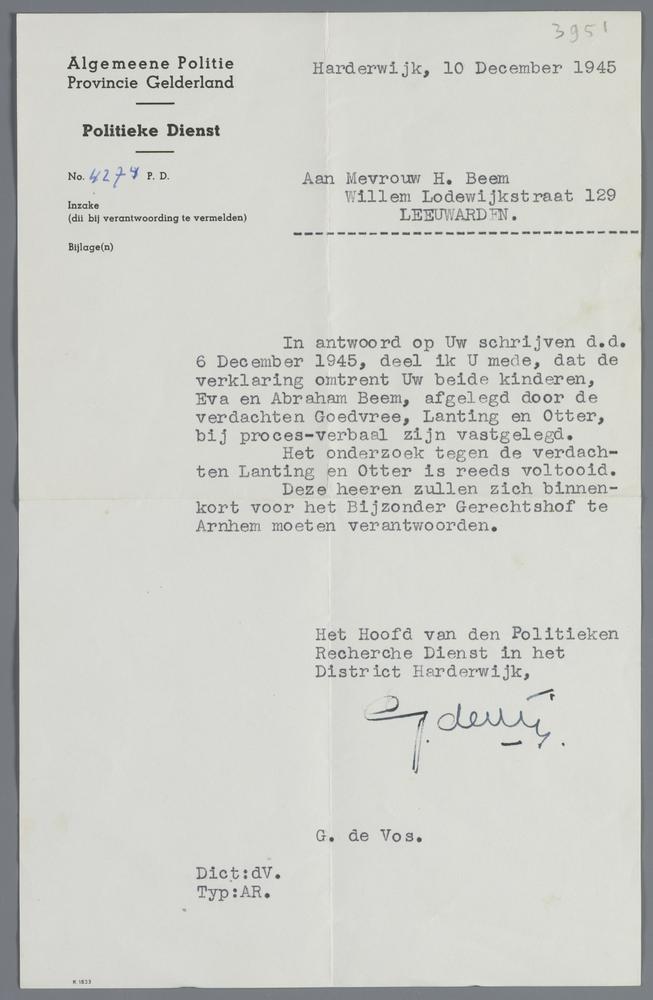 3951
Algemeene Politie
Provincie Gelderland
Harderwijk, 10 December 1945
Politieke Dienst
No. 4274 P. D.
Aan Mevrouw H. Beem
Willem Lodewijkstraat 129
LEEUWARDEN.
Inzake
(dit bij verantwoording te vermelden)
Bijlage(n)
In antwoord op Uw schrijven d.d.
6 December 1945, deel ik U mede, dat de
verklaring omtrent Uw beide kinderen,
Eva en Abraham Beem, afgelegd door de
verdachten Goedvree, Lanting en Otter,
bij proces-verbaal zijn vastgelegd.
Het onderzoek tegen de verdach-
ten Lanting en Otter is reeds voltooid.
Deze heeren zullen zich binnen-
kort voor het Bijzonder Gerechtshof te
Arnhem moeten verantwoorden.
Het Hoofd van den Politieken
Recherche Dienst in het
District Harderwijk,
G. de Vos.
Dict:dV.
Typ:AR.
K 1833